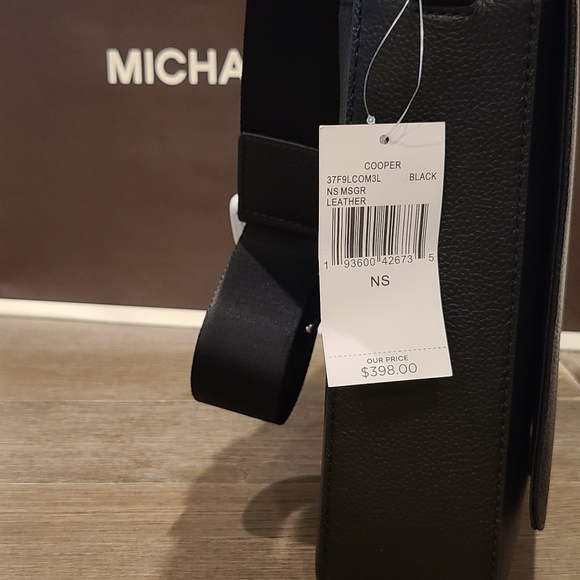 MICHA
COOPER
37F9LCOM3L BLACK
NS MSGR
LEATHER
1 93600 42673 5
NS
OUR PRICE
$398.00